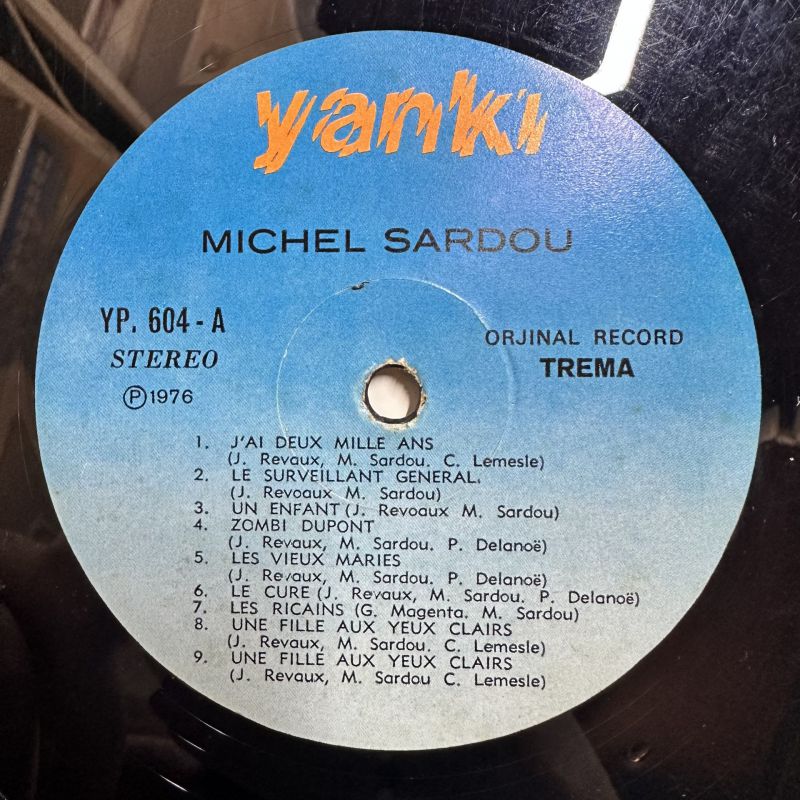 yanki
MICHEL SARDOU
YP. 604 - A
STEREO
Ⓟ1976
ORJINAL RECORD
TREMA
1. J'AI DEUX MILLE ANS
(J. Revaux, M. Sardou. C. Lemesle)
2. LE SURVEILLANT GENERAL.
(J. Revoaux M. Sardou)
3. UN ENFANT (J. Revoaux M. Sardou)
4. ZOMBI DUPONT
(J. Revaux, M. Sardou. P. Delanoë)
5. LES VIEUX MARIES
(J. Revaux, M. Sardou. P. Delanoë)
6. LE CURE (J. Revaux, M. Sardou. P. Delanoë)
7. LES RICAINS (G. Magenta. M. Sardou)
8. UNE FILLE AUX YEUX CLAIRS
(J. Revaux, M. Sardou. C. Lemesle)
9. UNE FILLE AUX YEUX CLAIRS
(J. Revaux, M. Sardou C. Lemesle)